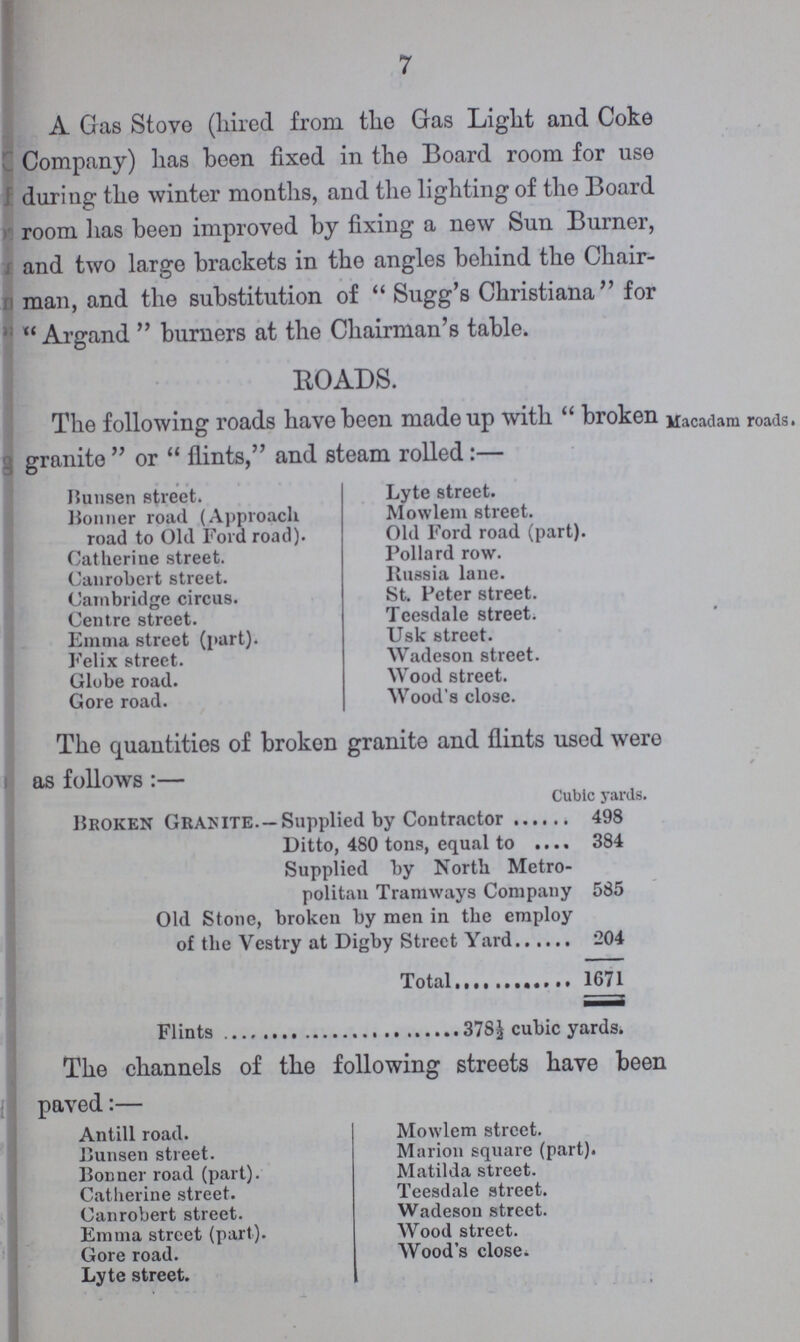 7
A Gas Stove (hired from the Gas Light and Coke
Company) has been fixed in the Board room for use
during the winter months, and the lighting of the Board
room has been improved by fixing a new Sun Burner,
and two large brackets in the angles behind the Chair-
man, and the substitution of "Sugg's Christiana" for
"Argand" burners at the Chairman's table.
ROADS.
The following roads have been made up with "broken Macadam roads.
granite" or "flints," and steam rolled:—
Bunsen street.
Bonner road (Approach
road to Old Ford road).
Catherine street.
Canrobert street.
Cambridge circus.
Centre street.
Emma street (part).
Felix street.
Globe road.
Gore road.
Lyte street.
Mowlem street.
Old Ford road (part).
Pollard row.
Russia lane.
St. Peter street.
Teesdale street.
Usk street.
Wadeson street.
Wood street.
Wood's close.
The quantities of broken granite and flints used were
as follows:—
Cubic yards.
BROKEN GRANITE.—Supplied by Contractor ...... 498
Ditto, 480 tons, equal to .... 384
Supplied by North Metro-
politan Tramways Company 585
Old Stone, broken by men in the employ
of the Vestry at Digby Street Yard...... 204
Total............. 1671
Flints ..........................378½ cubic yards.
The channels of the following streets have been
paved:—
Antill road.
Bunsen street.
Bonner road (part).
Catherine street.
Canrobert street.
Emma street (part).
Gore road.
Lyte street.
Mowlem street.
Marion square (part).
Matilda street.
Teesdale street.
Wadeson street.
Wood street.
Wood's close.